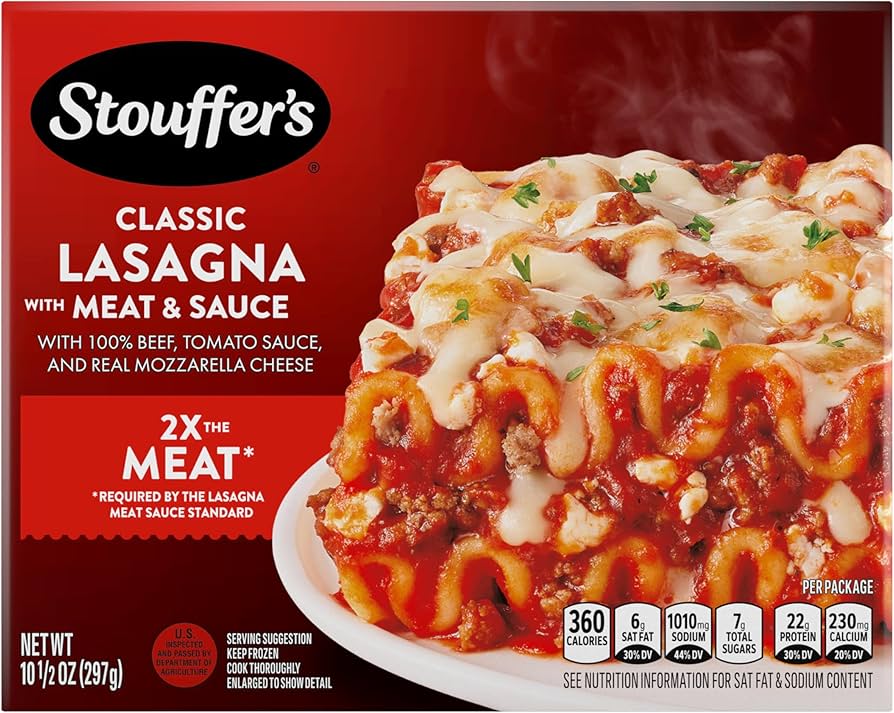 Stouffer's®
CLASSIC
LASAGNA
WITH MEAT & SAUCE
WITH 100% BEEF, TOMATO SAUCE,
AND REAL MOZZARELLA CHEESE
2X THE
MEAT*
*REQUIRED BY THE LASAGNA
MEAT SAUCE STANDARD
NET WT
10 1/2 OZ (297g)
U.S.
INSPECTED
AND PASSED BY
DEPARTMENT OF
AGRICULTURE
SERVING SUGGESTION
KEEP FROZEN
COOK THOROUGHLY
ENLARGED TO SHOW DETAIL
PER PACKAGE
360
CALORIES
6g
SAT FAT
30% DV
1010mg
SODIUM
44% DV
7g
TOTAL
SUGARS
22g
PROTEIN
30% DV
230mg
CALCIUM
20% DV
SEE NUTRITION INFORMATION FOR SAT FAT & SODIUM CONTENT